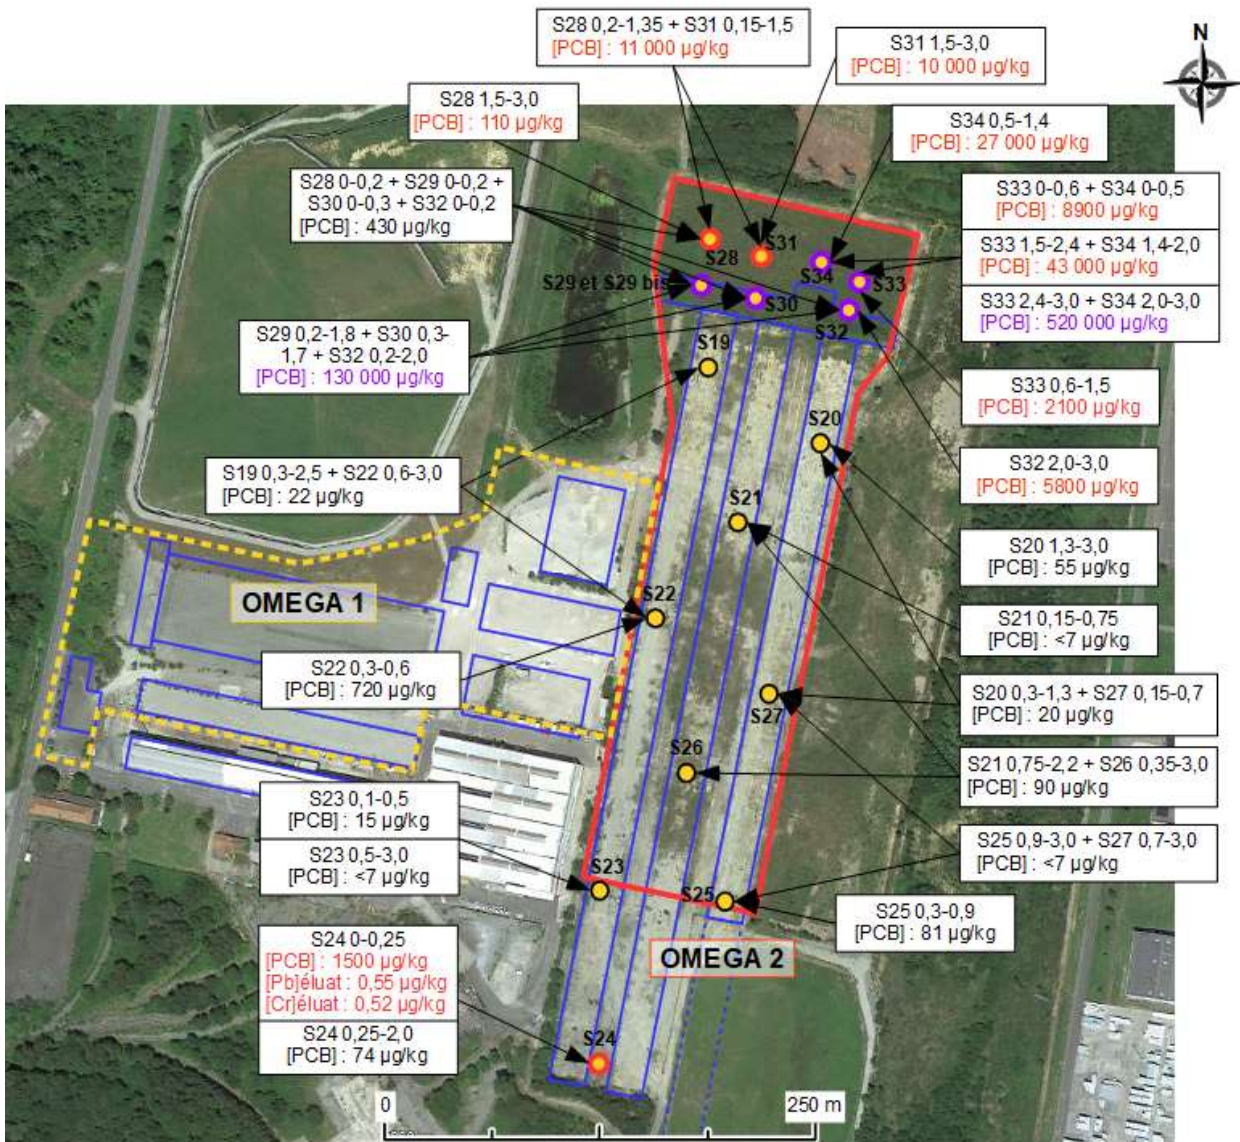 S28 0,2-1,35 + S31 0,15-1,5
[PCB] : 11 000 µg/kg
S31 1,5-3,0
[PCB] : 10 000 µg/kg
N
S28 1,5-3,0
[PCB] : 110 µg/kg
S34 0,5-1,4
[PCB] : 27 000 µg/kg
S28 0-0,2 + S29 0-0,2 +
S30 0-0,3 + S32 0-0,2
[PCB] : 430 µg/kg
S33 0-0,6 + S34 0-0,5
[PCB] : 8900 µg/kg
S33 1,5-2,4 + S34 1,4-2,0
[PCB] : 43 000 µg/kg
S33 2,4-3,0 + S34 2,0-3,0
[PCB] : 520 000 µg/kg
S28
S31
S34
S33
S29 et S29 bis
S30
S32
S29 0,2-1,8 + S30 0,3-
1,7 + S32 0,2-2,0
[PCB] : 130 000 µg/kg
S19
S33 0,6-1,5
[PCB] : 2100 µg/kg
S20
S32 2,0-3,0
[PCB] : 5800 µg/kg
S19 0,3-2,5 + S22 0,6-3,0
[PCB] : 22 µg/kg
S21
S20 1,3-3,0
[PCB] : 55 µg/kg
OMEGA 1
S22
S21 0,15-0,75
[PCB] : <7 µg/kg
S22 0,3-0,6
[PCB] : 720 µg/kg
S27
S20 0,3-1,3 + S27 0,15-0,7
[PCB] : 20 µg/kg
S26
S21 0,75-2,2 + S26 0,35-3,0
[PCB] : 90 µg/kg
S23 0,1-0,5
[PCB] : 15 µg/kg
S23 0,5-3,0
[PCB] : <7 µg/kg
S25 0,9-3,0 + S27 0,7-3,0
[PCB] : <7 µg/kg
S23
S25
S25 0,3-0,9
[PCB] : 81 µg/kg
OMEGA 2
S24 0-0,25
[PCB] : 1500 µg/kg
[Pb]éluat : 0,55 µg/kg
[Cr]éluat : 0,52 µg/kg
S24 0,25-2,0
[PCB] : 74 µg/kg
S24
0
250 m